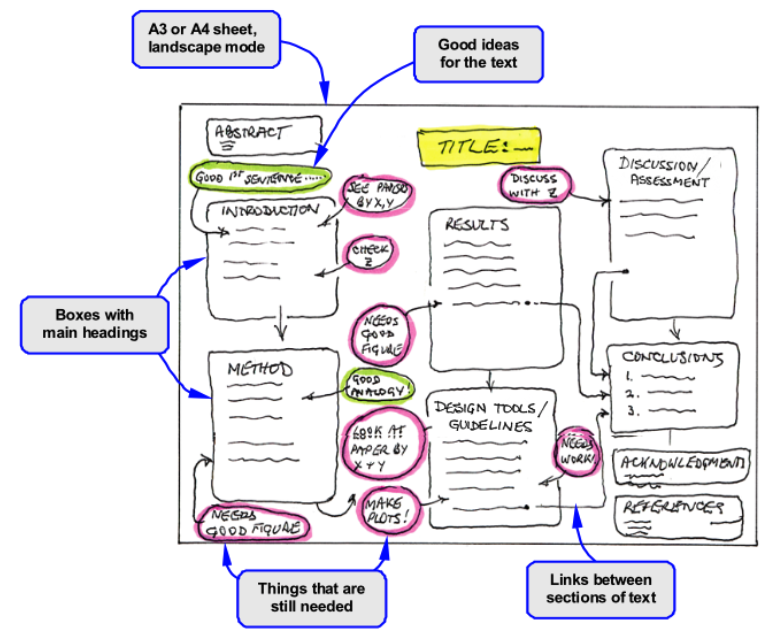 A3 or A4 sheet,
landscape mode
Good ideas
for the text
ABSTRACT
TITLE:
GOOD 1ST SENTENCE......
SEE PAPERS
BY X,Y
DISCUSS
WITH Z
DISCUSSION/
ASSESSMENT
INTRODUCTION
CHECK
Z
RESULTS
Boxes with
main headings
NEEDS
GOOD
FIGURE
METHOD
GOOD
ANALOGY!
CONCLUSIONS
1.
2.
3.
DESIGN TOOLS/
GUIDELINES
LOOK AT
PAPER BY
X + Y
NEEDS
WORK!
ACKNOWLEDGMENTS
MAKE
PLOTS!
REFERENCES
NEEDS
GOOD FIGURE
Things that are
still needed
Links between
sections of text